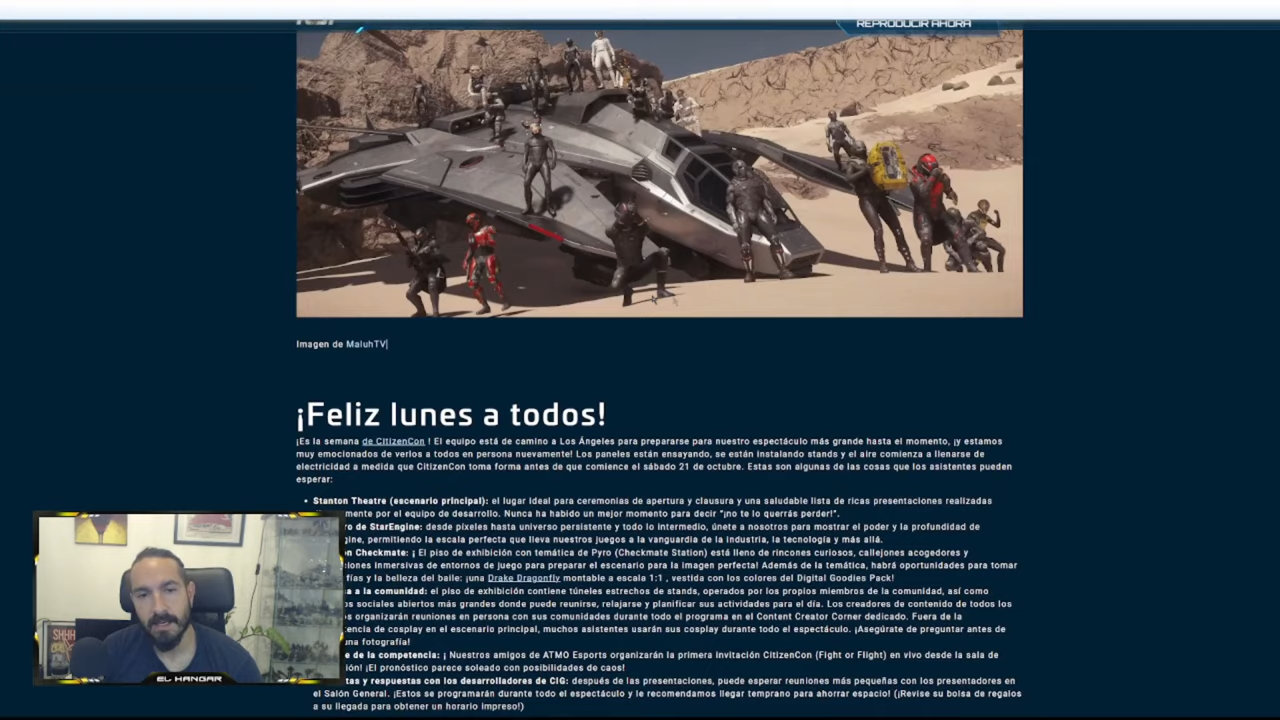 REPRODUCIR AHORA
Imagen de MaluhTV
¡Feliz lunes a todos!
¡Es la semana de CitizenCon ! El equipo está de camino a Los Ángeles para prepararse para nuestro espectáculo más grande hasta el momento, ¡y estamos
muy emocionados de verlos a todos en persona nuevamente! Los paneles están ensayando, se están instalando stands y el aire comienza a llenarse de
electricidad a medida que CitizenCon toma forma antes de que comience el sábado 21 de octubre. Estas son algunas de las cosas que los asistentes pueden
esperar:
• Stanton Theatre (escenario principal): el lugar ideal para ceremonias de apertura y clausura y una saludable lista de ricas presentaciones realizadas
mente por el equipo de desarrollo. Nunca ha habido un mejor momento para decir "¡no te lo querrás perder!".
ro de StarEngine: desde píxeles hasta universo persistente y todo lo intermedio, únete a nosotros para mostrar el poder y la profundidad de
gine, permitiendo la escala perfecta que lleva nuestros juegos a la vanguardia de la industria, la tecnología y más allá.
on Checkmate: ¡ El piso de exhibición con temática de Pyro (Checkmate Station) está lleno de rincones curiosos, callejones acogedores y
ciones inmersivas de entornos de juego para preparar el escenario para la imagen perfecta! Además de la temática, habrá oportunidades para tomar
fías y la belleza del baile: ¡una Drake Dragonfly montable a escala 1:1 , vestida con los colores del Digital Goodies Pack!
a a la comunidad: el piso de exhibición contiene túneles estrechos de stands, operados por los propios miembros de la comunidad, así como
os sociales abiertos más grandes donde puede reunirse, relajarse y planificar sus actividades para el día. Los creadores de contenido de todos los
os organizarán reuniones en persona con sus comunidades durante todo el programa en el Content Creator Corner dedicado. Fuera de la
tencia de cosplay en el escenario principal, muchos asistentes usarán sus cosplay durante todo el espectáculo. ¡Asegúrate de preguntar antes de
una fotografía!
e de la competencia: ¡ Nuestros amigos de ATMO Esports organizarán la primera invitación CitizenCon (Fight or Flight) en vivo desde la sala de
ión! ¡El pronóstico parece soleado con posibilidades de caos!
tas y respuestas con los desarrolladores de CIG: después de las presentaciones, puede esperar reuniones más pequeñas con los presentadores en
el Salón General. ¡Estos se programarán durante todo el espectáculo y le recomendamos llegar temprano para ahorrar espacio! (¡Revise su bolsa de regalos
a su llegada para obtener un horario impreso!)
SHHH
EL HANGAR